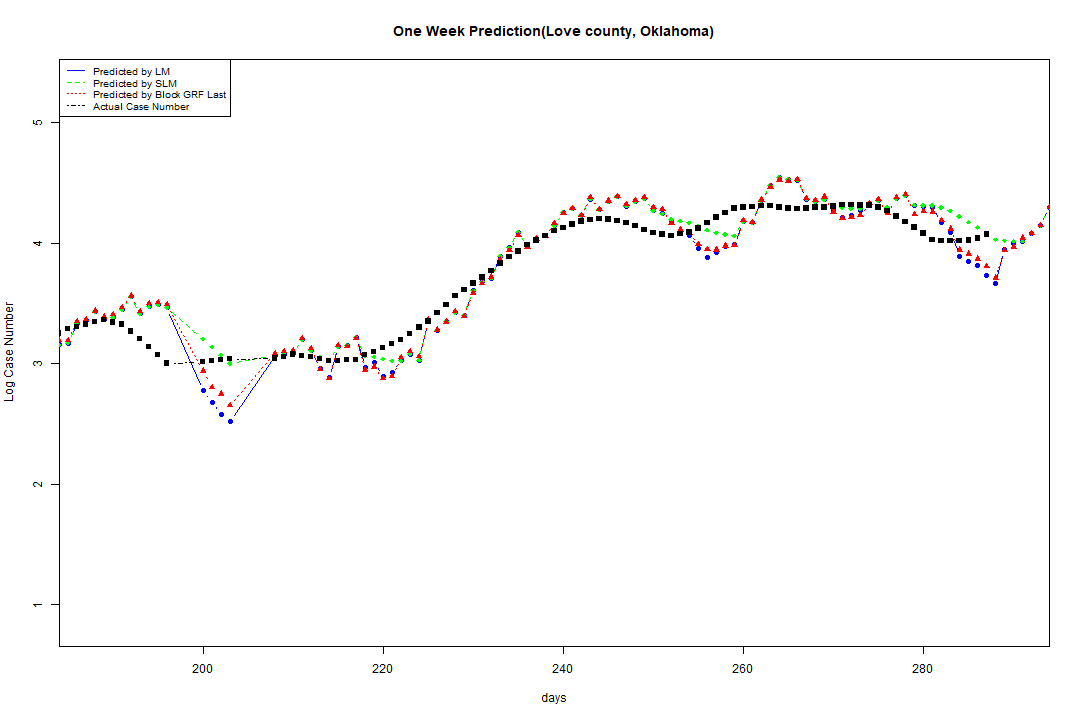 One Week Prediction(Love county, Oklahoma)
Predicted by LM
Predicted by SLM
Predicted by Block GRF Last
Actual Case Number
5
4
3
2
1
Log Case Number
200 220 240 260 280
days